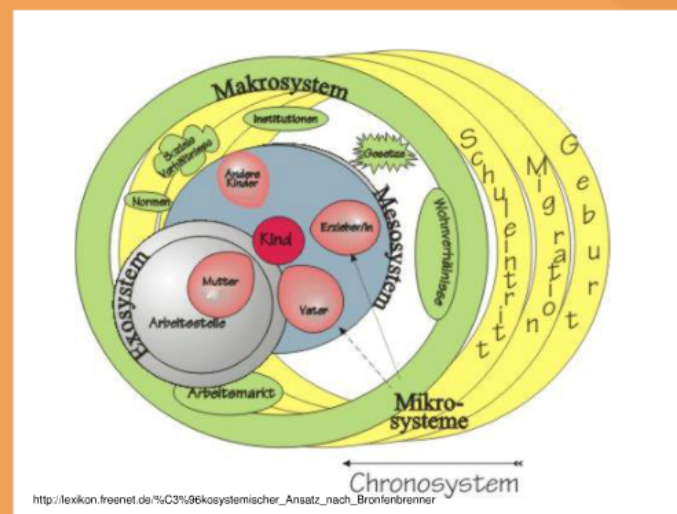 Makrosystem
Institutionen
Soziale
Verhältnisse
Gesetze
Normen
Andere
Kinder
Mesosystem
Wohnverhältnisse
Erzieher/in
Kind
Exosystem
Mutter
Vater
Arbeitsstelle
Arbeitsmarkt
Mikro-
systeme
Schuleintritt
Migration
Geburt
Chronosystem
http://lexikon.freenet.de/%C3%96kosystemischer_Ansatz_nach_Bronfenbrenner